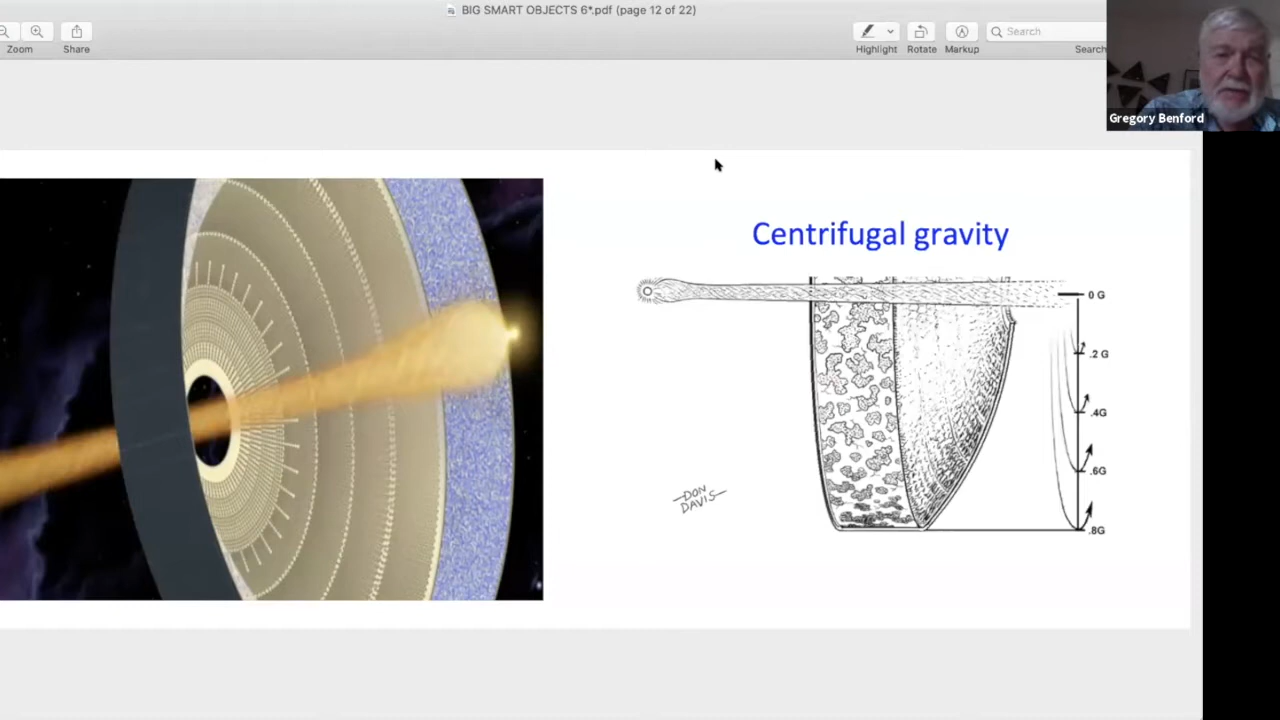 BIG SMART OBJECTS 6*.pdf (page 12 of 22)
Zoom
Share
Highlight
Rotate
Markup
Search
Search
Gregory Benford
Centrifugal gravity
0 G
.2 G
.4G
.6G
.8G
DON
DAVIS